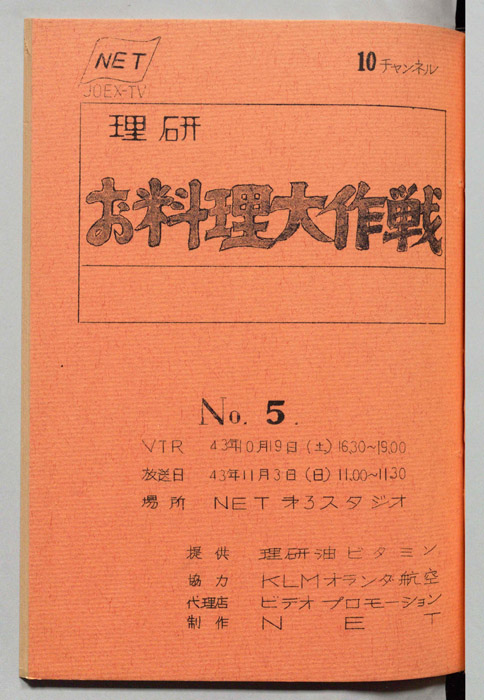 NET
JOEX-TV
10チャンネル
理研
お料理大作戦
No. 5.
VTR 43年10月19日(土) 16.30~19.00
放送日 43年11月3日(日) 11.00~11.30
場所 NET 才3スタジオ
提供 理研油ビタミン
協力 KLMオランダ航空
代理店 ビデオプロモーション
制作 NET